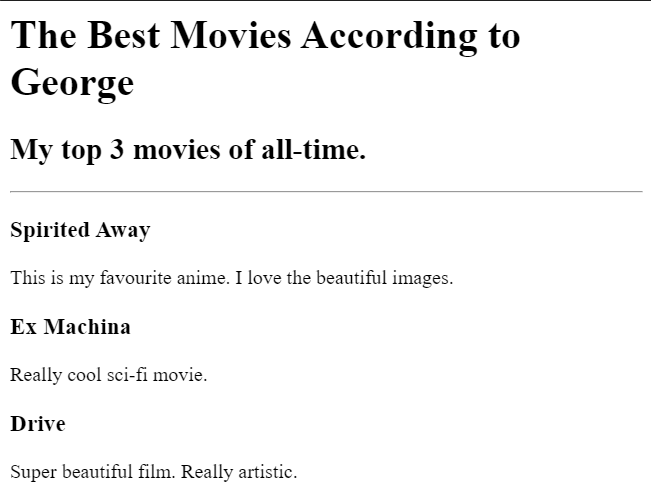 The Best Movies According to
George
My top 3 movies of all-time.
Spirited Away
This is my favourite anime. I love the beautiful images.
Ex Machina
Really cool sci-fi movie.
Drive
Super beautiful film. Really artistic.